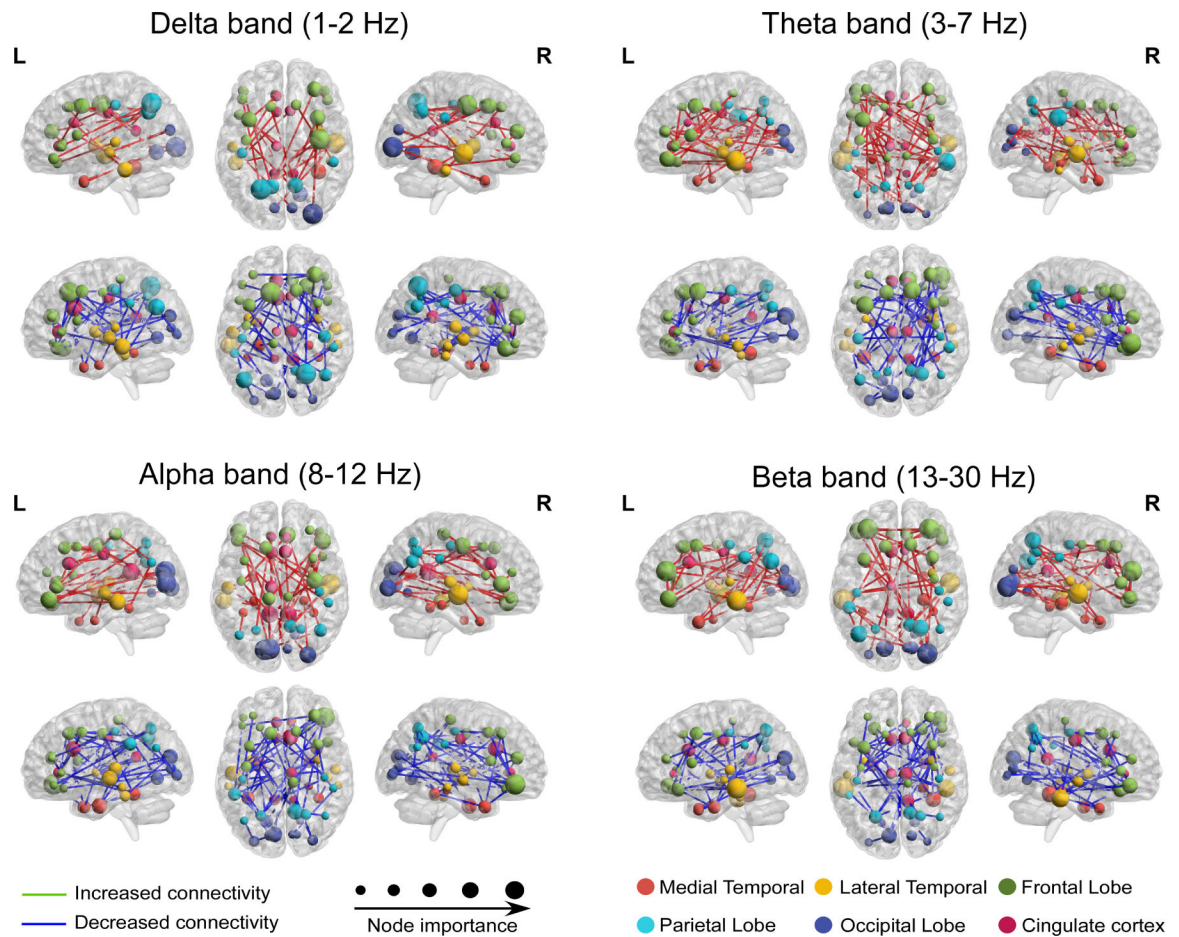 Delta band (1-2 Hz)
Theta band (3-7 Hz)
L
R
L
R
Alpha band (8-12 Hz)
Beta band (13-30 Hz)
L
R
L
R
Increased connectivity
Decreased connectivity
Node importance
Medial Temporal
Lateral Temporal
Frontal Lobe
Parietal Lobe
Occipital Lobe
Cingulate cortex